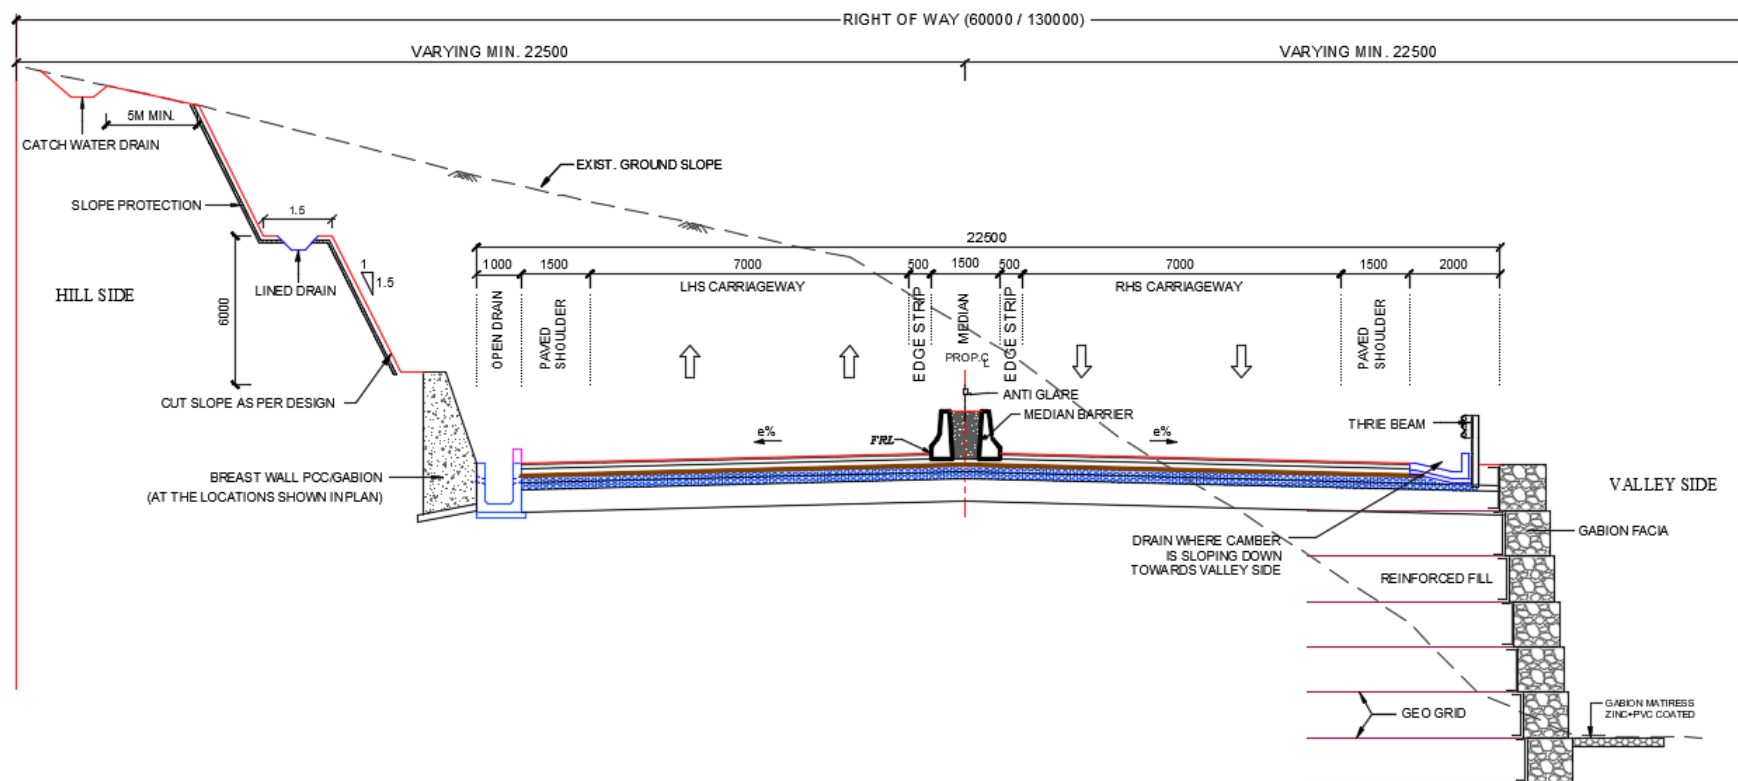 RIGHT OF WAY (60000 / 130000)
VARYING MIN. 22500
VARYING MIN. 22500
5M MIN.
CATCH WATER DRAIN
EXIST. GROUND SLOPE
SLOPE PROTECTION
1.5
22500
1000
1500
7000
500
1500
500
7000
1500
2000
1
1.5
LINED DRAIN
HILL SIDE
6000
LHS CARRIAGEWAY
RHS CARRIAGEWAY
OPEN DRAIN
PAVED
SHOULDER
EDGE STRIP
MEDIAN
EDGE STRIP
PAVED
SHOULDER
PROP.CL
ANTI GLARE
CUT SLOPE AS PER DESIGN
MEDIAN BARRIER
THRIE BEAM
e%
FRL
e%
BREAST WALL PCC/GABION
(AT THE LOCATIONS SHOWN IN PLAN)
VALLEY SIDE
GABION FACIA
DRAIN WHERE CAMBER
IS SLOPING DOWN
TOWARDS VALLEY SIDE
REINFORCED FILL
GEO GRID
GABION MATIRESS
ZINC+PVC COATED